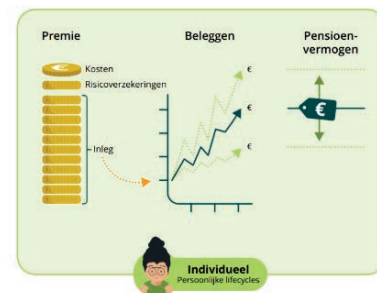 Premie
Beleggen
Pensioen-
vermogen
Kosten
Risicoverzekeringen
Inleg
€
€
€
€
€
Individueel
Persoonlijke lifecycles